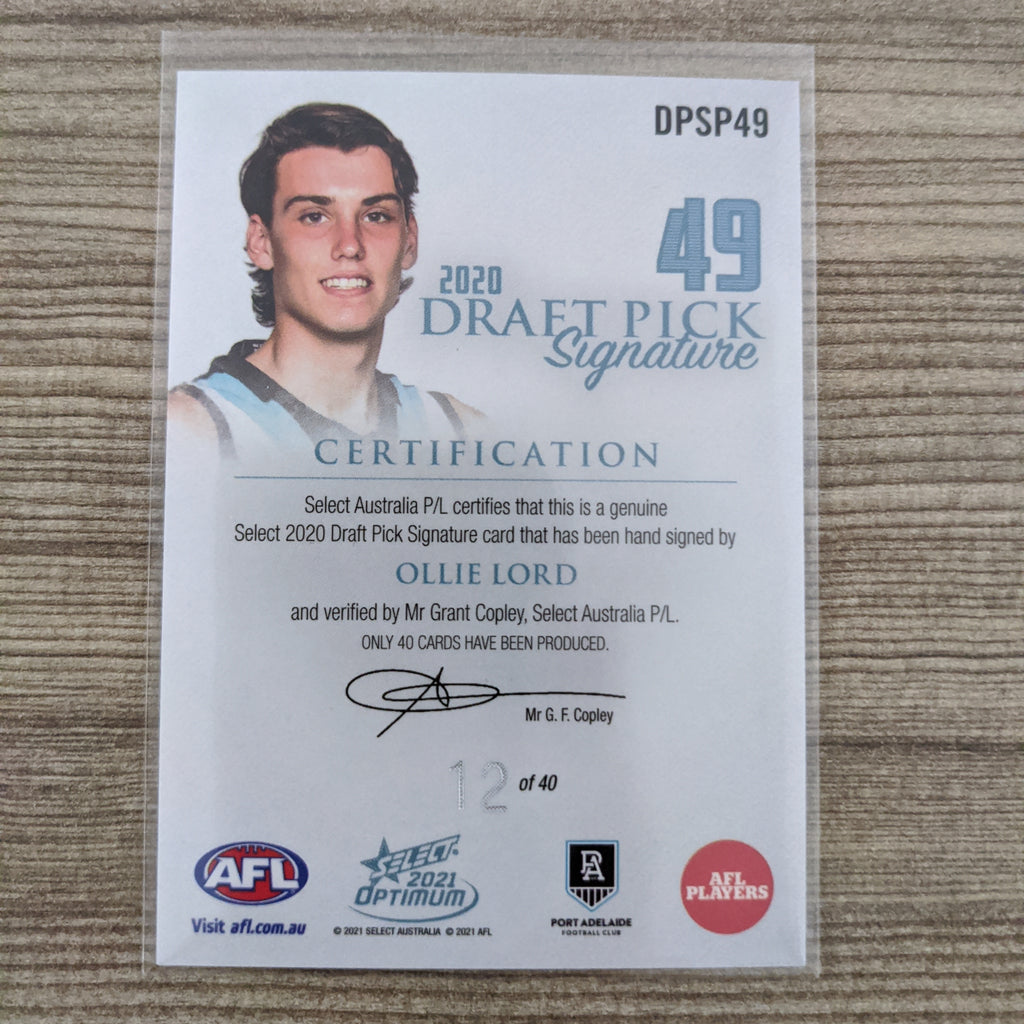 DPSP49
49
2020
DRAFT PICK
Signature
CERTIFICATION
Select Australia P/L certifies that this is a genuine
Select 2020 Draft Pick Signature card that has been hand signed by
OLLIE LORD
and verified by Mr Grant Copley, Select Australia P/L.
ONLY 40 CARDS HAVE BEEN PRODUCED.
Mr G. F. Copley
12 of 40
AFL
Visit afl.com.au
SELECT
2021
OPTIMUM
© 2021 SELECT AUSTRALIA © 2021 AFL
PA
PORT ADELAIDE
FOOTBALL CLUB
AFL
PLAYERS